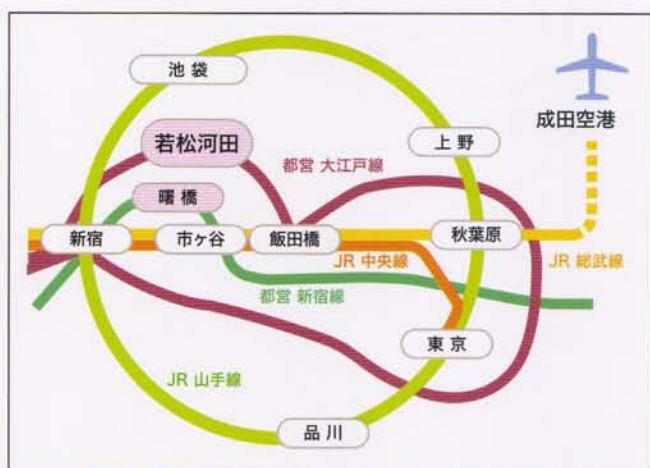 池袋
成田空港
若松河田
上野
都営 大江戸線
曙橋
新宿
市ヶ谷
飯田橋
秋葉原
JR 中央線
JR 総武線
都営 新宿線
東京
JR 山手線
品川